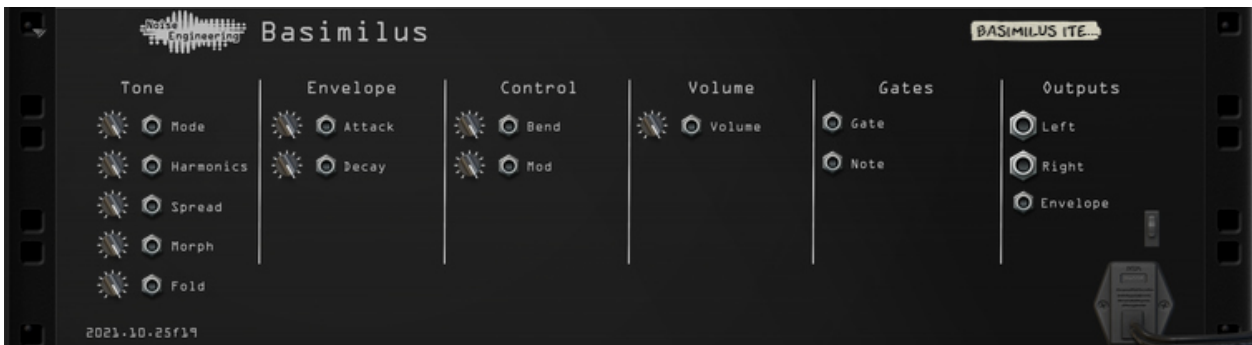 Noise
Engineering
Basimilus
BASIMILUS ITE...
Tone
Mode
Harmonics
Spread
Morph
Fold
Envelope
Attack
Decay
Control
Bend
Mod
Volume
Volume
Gates
Gate
Note
Outputs
Left
Right
Envelope
2021.10.25f19